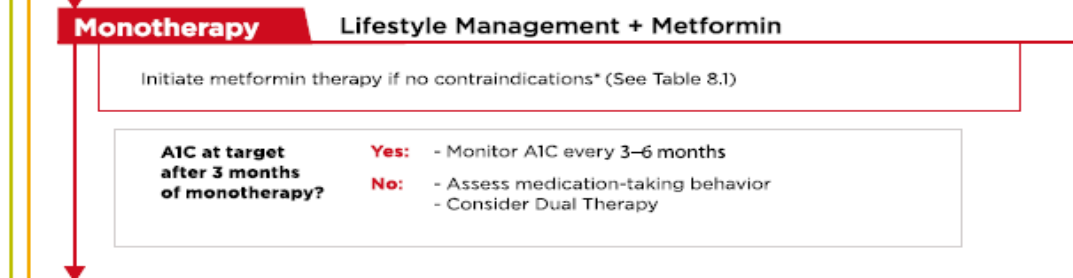 Monotherapy Lifestyle Management + Metformin
Initiate metformin therapy if no contraindications* (See Table 8.1)
A1C at target Yes: - Monitor A1C every 3–6 months
after 3 months
of monotherapy? No: - Assess medication-taking behavior
- Consider Dual Therapy